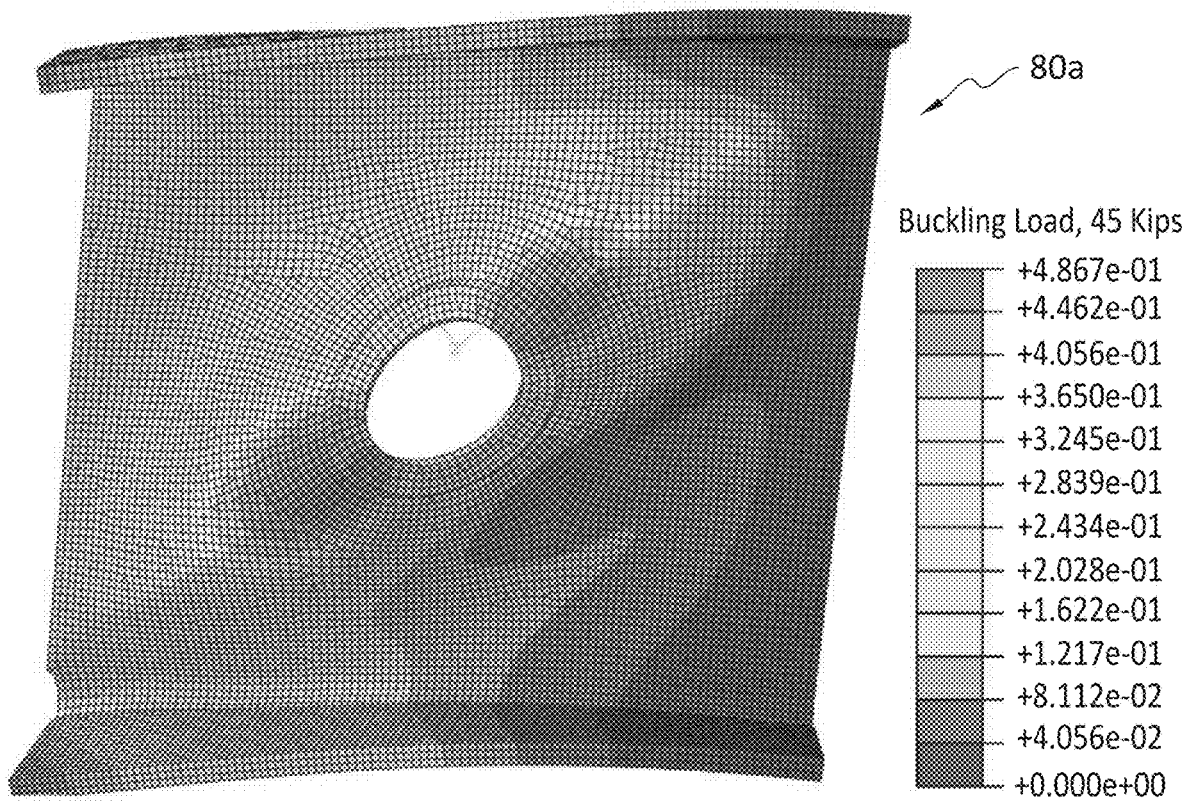 80a
Buckling Load, 45 Kips
+4.867e-01
+4.462e-01
+4.056e-01
+3.650e-01
+3.245e-01
+2.839e-01
+2.434e-01
+2.028e-01
+1.622e-01
+1.217e-01
+8.112e-02
+4.056e-02
+0.000e+00